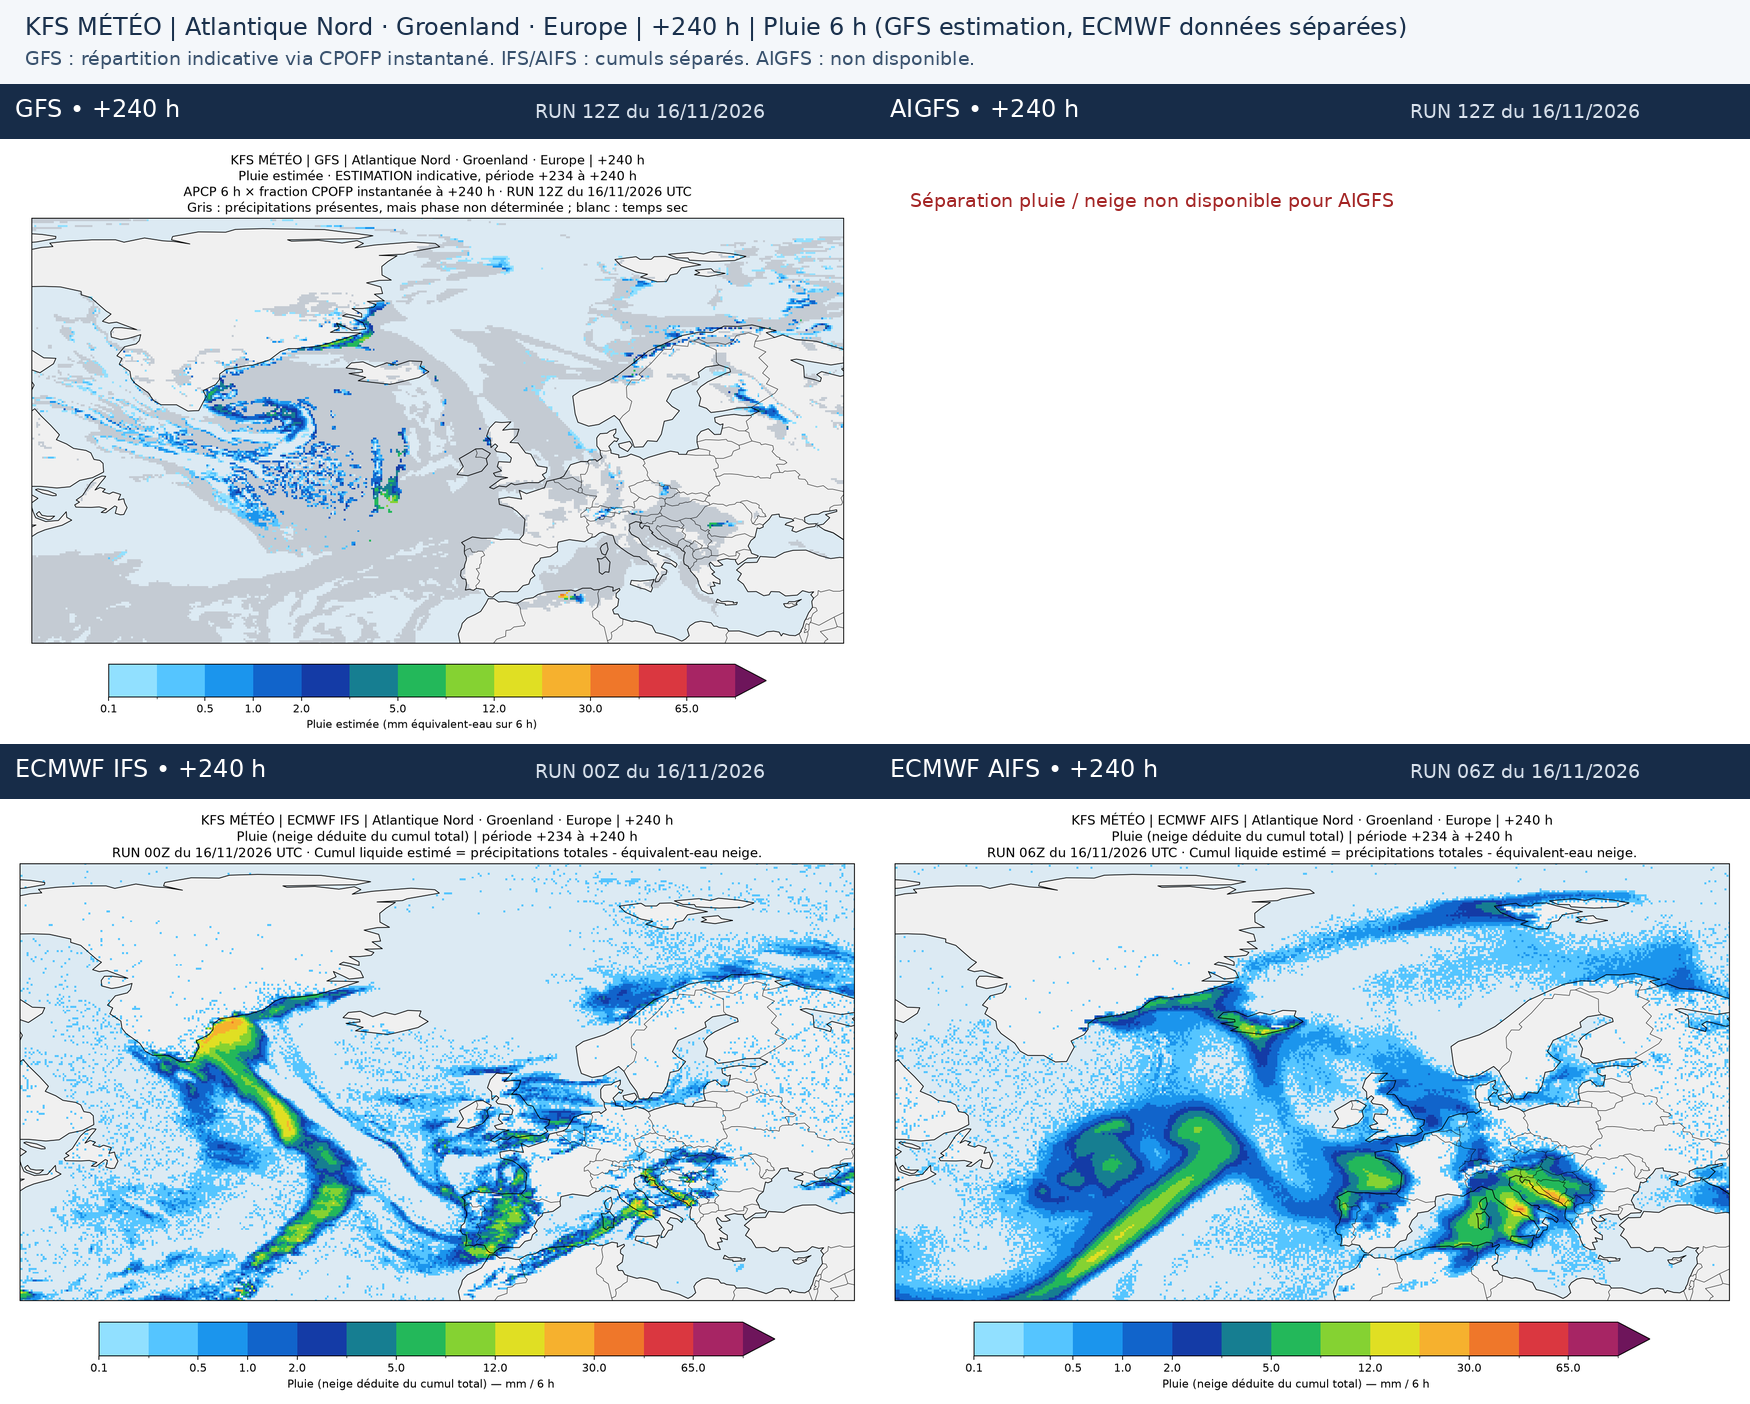 KFS MÉTÉO | Atlantique Nord · Groenland · Europe | +240 h | Pluie 6 h (GFS estimation, ECMWF données séparées)
GFS : répartition indicative via CPOFP instantané. IFS/AIFS : cumuls séparés. AIGFS : non disponible.
GFS • +240 h RUN 12Z du 16/11/2026
AIGFS • +240 h RUN 12Z du 16/11/2026
KFS MÉTÉO | GFS | Atlantique Nord · Groenland · Europe | +240 h
Pluie estimée · ESTIMATION indicative, période +234 à +240 h
APCP 6 h × fraction CPOFP instantanée à +240 h · RUN 12Z du 16/11/2026 UTC
Gris : précipitations présentes, mais phase non déterminée ; blanc : temps sec
0.1 0.5 1.0 2.0 5.0 12.0 30.0 65.0
Pluie estimée (mm équivalent-eau sur 6 h)
Séparation pluie / neige non disponible pour AIGFS
ECMWF IFS • +240 h RUN 00Z du 16/11/2026
ECMWF AIFS • +240 h RUN 06Z du 16/11/2026
KFS MÉTÉO | ECMWF IFS | Atlantique Nord · Groenland · Europe | +240 h
Pluie (neige déduite du cumul total) | période +234 à +240 h
RUN 00Z du 16/11/2026 UTC · Cumul liquide estimé = précipitations totales - équivalent-eau neige.
0.1 0.5 1.0 2.0 5.0 12.0 30.0 65.0
Pluie (neige déduite du cumul total) — mm / 6 h
KFS MÉTÉO | ECMWF AIFS | Atlantique Nord · Groenland · Europe | +240 h
Pluie (neige déduite du cumul total) | période +234 à +240 h
RUN 06Z du 16/11/2026 UTC · Cumul liquide estimé = précipitations totales - équivalent-eau neige.
0.1 0.5 1.0 2.0 5.0 12.0 30.0 65.0
Pluie (neige déduite du cumul total) — mm / 6 h